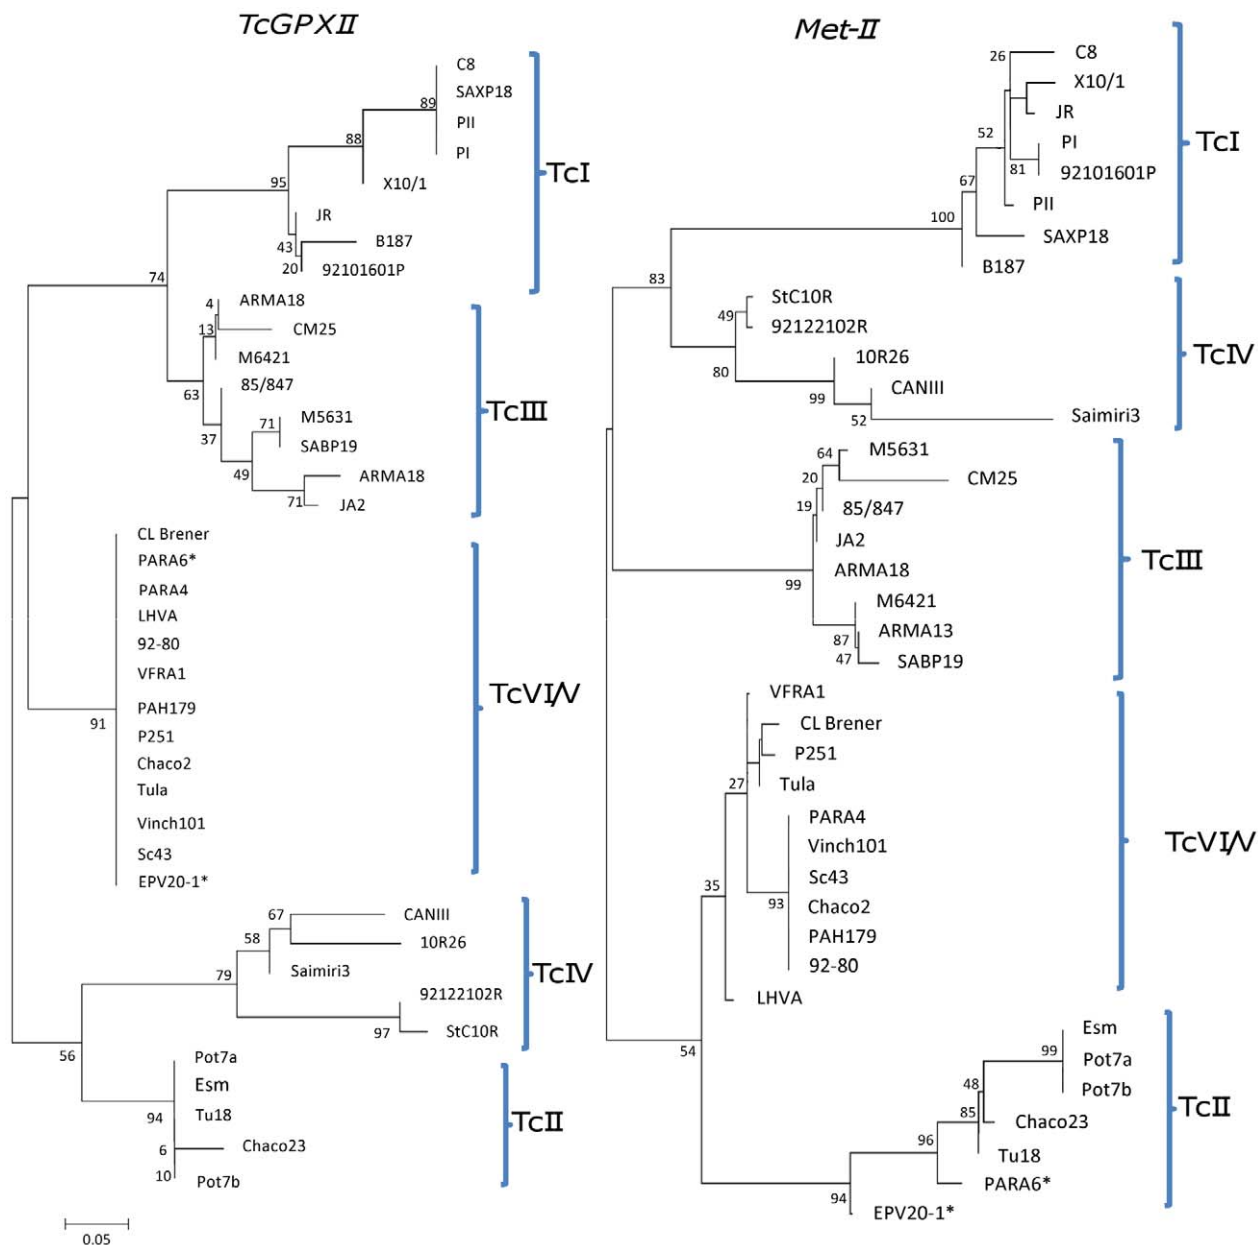 TcGPXII
89
C8
SAXP18
PII
PI
88
X10/1
95
JR
43
B187
20
92101601P
TcI
74
4
ARMA18
13
CM25
M6421
63
85/847
37
71
M5631
SABP19
49
ARMA18
71
JA2
TcIII
CL Brener
PARA6*
PARA4
LHVA
92-80
VFRA1
PAH179
91
P251
Chaco2
Tula
Vinch101
Sc43
EPV20-1*
TcVI/V
67
CANIII
58
10R26
79
Saimiri3
92122102R
97
StC10R
TcIV
56
Pot7a
Esm
94
Tu18
6
Chaco23
10
Pot7b
TcII
0.05
Met-II
26
C8
X10/1
JR
52
PI
81
92101601P
67
PII
100
SAXP18
B187
TcI
83
StC10R
49
92122102R
80
10R26
99
CANIII
52
Saimiri3
TcIV
64
M5631
20
CM25
19
85/847
JA2
99
ARMA18
M6421
87
ARMA13
47
SABP19
TcIII
VFRA1
CL Brener
P251
27
Tula
PARA4
Vinch101
Sc43
35
93
Chaco2
PAH179
92-80
LHVA
TcVI/V
54
99
Esm
Pot7a
Pot7b
48
85
Chaco23
96
Tu18
PARA6*
94
EPV20-1*
TcII